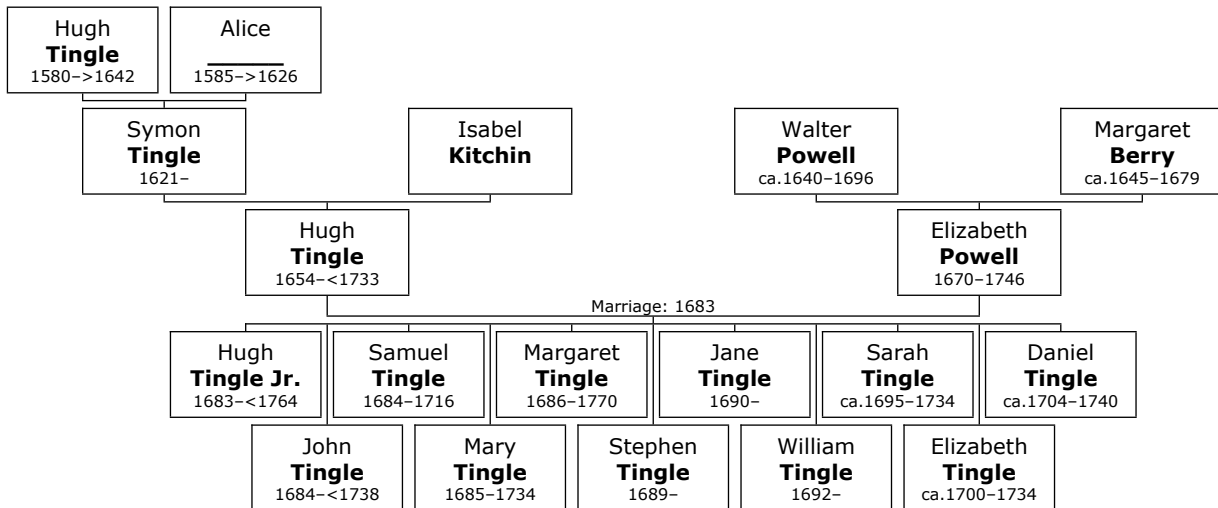 Hugh
Tingle
1580–>1642
Alice
________
1585–>1626
Symon
Tingle
1621–
Isabel
Kitchin
Walter
Powell
ca.1640–1696
Margaret
Berry
ca.1645–1679
Hugh
Tingle
1654–<1733
Elizabeth
Powell
1670–1746
Marriage: 1683
Hugh
Tingle Jr.
1683–<1764
Samuel
Tingle
1684–1716
Margaret
Tingle
1686–1770
Jane
Tingle
1690–
Sarah
Tingle
ca.1695–1734
Daniel
Tingle
ca.1704–1740
John
Tingle
1684–<1738
Mary
Tingle
1685–1734
Stephen
Tingle
1689–
William
Tingle
1692–
Elizabeth
Tingle
ca.1700–1734